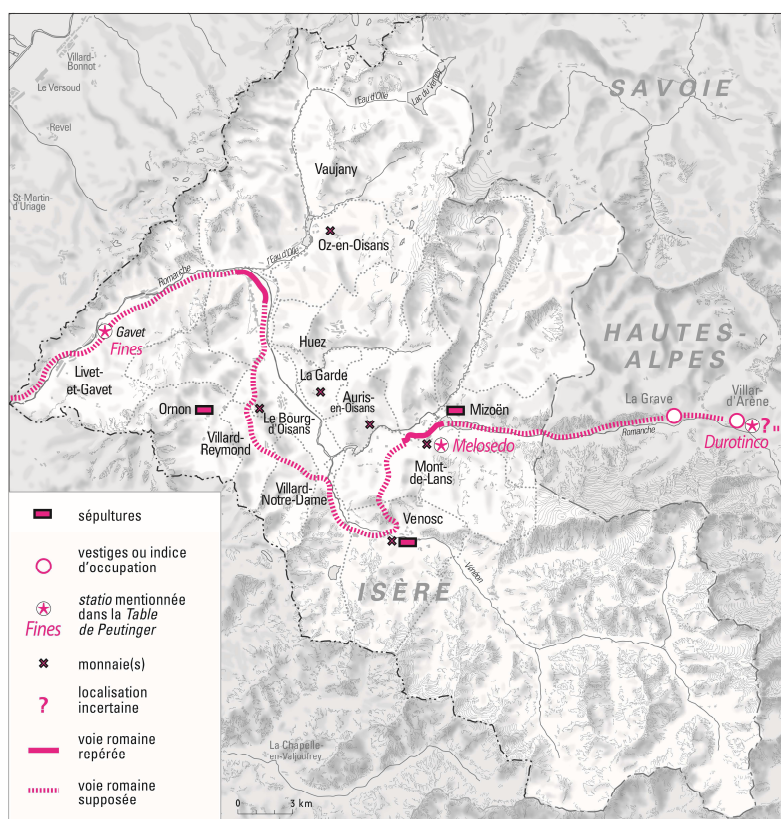 Villard-
Bonnot
Le Versoud
Revel
St Martin
d'Uriage
SAVOIE
l'Eau d'Olle
Lac du Verney
Vaujany
Oz-en-Oisans
l'Eau d'Olle
Romanche
Gavet
Fines
Livet-
et-Gavet
Huez
La Garde
Auris-
en-Oisans
Ornon
Le Bourg-
d'Oisans
Villard-
Reymond
Mizoën
Melosedo
Mont-
de-Lans
HAUTES-
ALPES
La Grave
Villar-
d'Arène
Romanche
Durotinco
?
Villard-
Notre-Dame
Venosc
Vénéon
ISÈRE
La Chapelle-
en-Valjouffrey
sépultures
vestiges ou indice
d'occupation
statio mentionnée
dans la Table
de Peutinger
Fines
monnaie(s)
?
localisation
incertaine
voie romaine
repérée
voie romaine
supposée
0 3 km